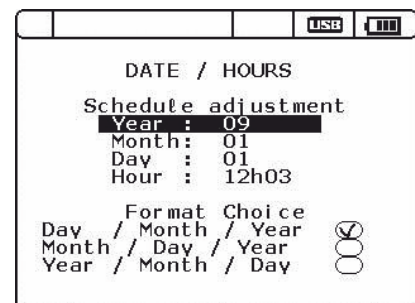 USB
DATE / HOURS
Schedule adjustment
Year : 09
Month: 01
Day : 01
Hour : 12h03
Format Choice
Day / Month / Year
Month / Day / Year
Year / Month / Day